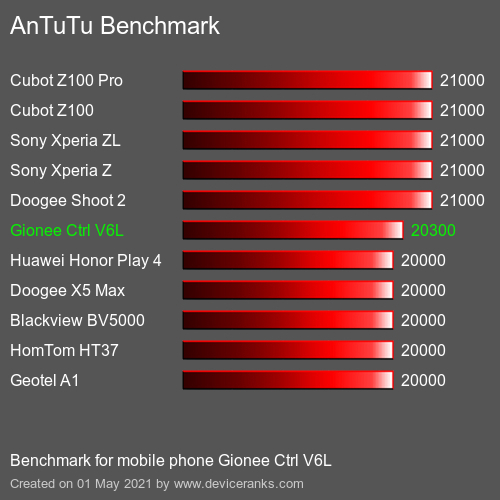 AnTuTu Benchmark
Cubot Z100 Pro 21000
Cubot Z100 21000
Sony Xperia ZL 21000
Sony Xperia Z 21000
Doogee Shoot 2 21000
Gionee Ctrl V6L 20300
Huawei Honor Play 4 20000
Doogee X5 Max 20000
Blackview BV5000 20000
HomTom HT37 20000
Geotel A1 20000
Benchmark for mobile phone Gionee Ctrl V6L
Created on 01 May 2021 by www.deviceranks.com